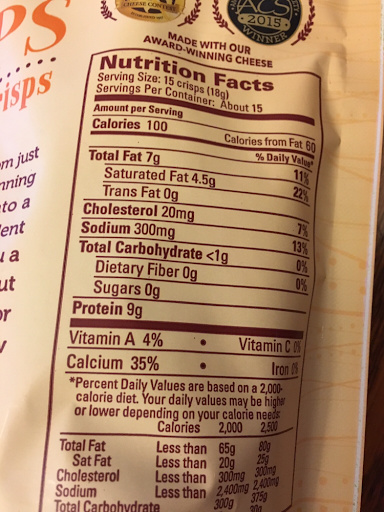 CHEESE CONTEST
ACS
2015
WINNER
PS
MADE WITH OUR
AWARD-WINNING CHEESE
isps
Nutrition Facts
Serving Size: 15 crisps (18g)
Servings Per Container: About 15
Amount per Serving
Calories 100 Calories from Fat 60
% Daily Value*
Total Fat 7g 11%
Saturated Fat 4.5g 22%
Trans Fat 0g
Cholesterol 20mg 7%
Sodium 300mg 13%
Total Carbohydrate <1g 0%
Dietary Fiber 0g 0%
Sugars 0g
Protein 9g
Vitamin A 4% • Vitamin C 0%
Calcium 35% • Iron 0%
*Percent Daily Values are based on a 2,000-
calorie diet. Your daily values may be higher
or lower depending on your calorie needs:
Calories 2,000 2,500
Total Fat Less than 65g 80g
Sat Fat Less than 20g 25g
Cholesterol Less than 300mg 300mg
Sodium Less than 2,400mg 2,400mg
Total Carbohydrate 300g 375g
om just
nning
to a
ent
u a
ut
or